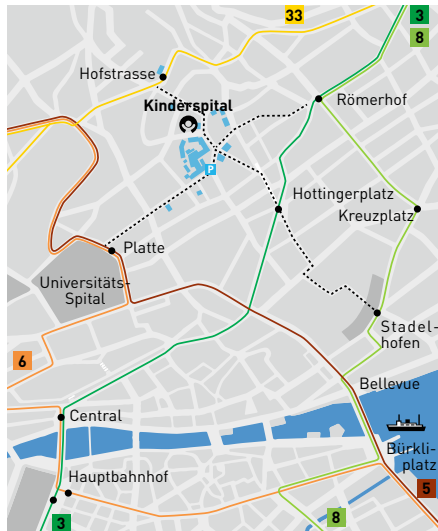 33
3
8
Hofstrasse
Kinderspital
Römerhof
P
Hottingerplatz
Kreuzplatz
Platte
Universitäts-
Spital
Stadel-
hofen
6
Bellevue
Central
Bürkli-
platz
Hauptbahnhof
5
3
8